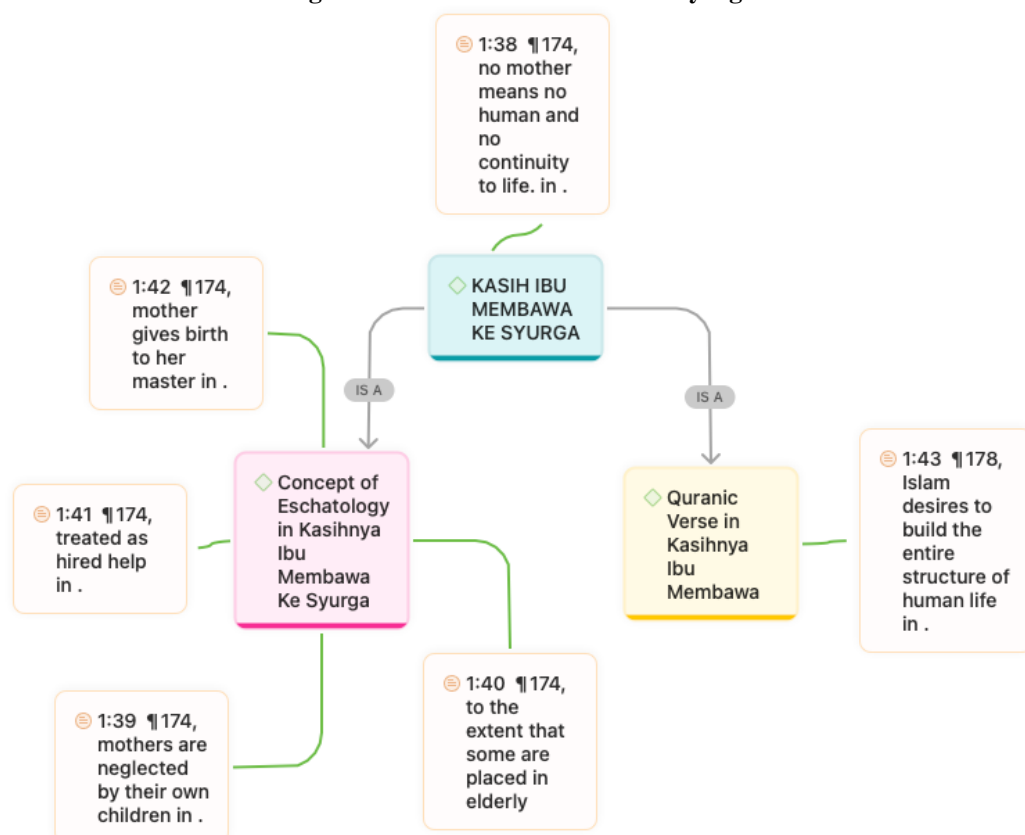 1:38 ¶174,
no mother
means no
human and
no
continuity
to life. in .
KASIH IBU
MEMBAWA
KE SYURGA
1:42 ¶174,
mother
gives birth
to her
master in .
IS A
IS A
Concept of
Eschatology
in Kasihnya
Ibu
Membawa
Ke Syurga
Quranic
Verse in
Kasihnya
Ibu
Membawa
1:43 ¶178,
Islam
desires to
build the
entire
structure of
human life
in .
1:41 ¶174,
treated as
hired help
in .
1:40 ¶174,
to the
extent that
some are
placed in
elderly
1:39 ¶174,
mothers are
neglected
by their own
children in .